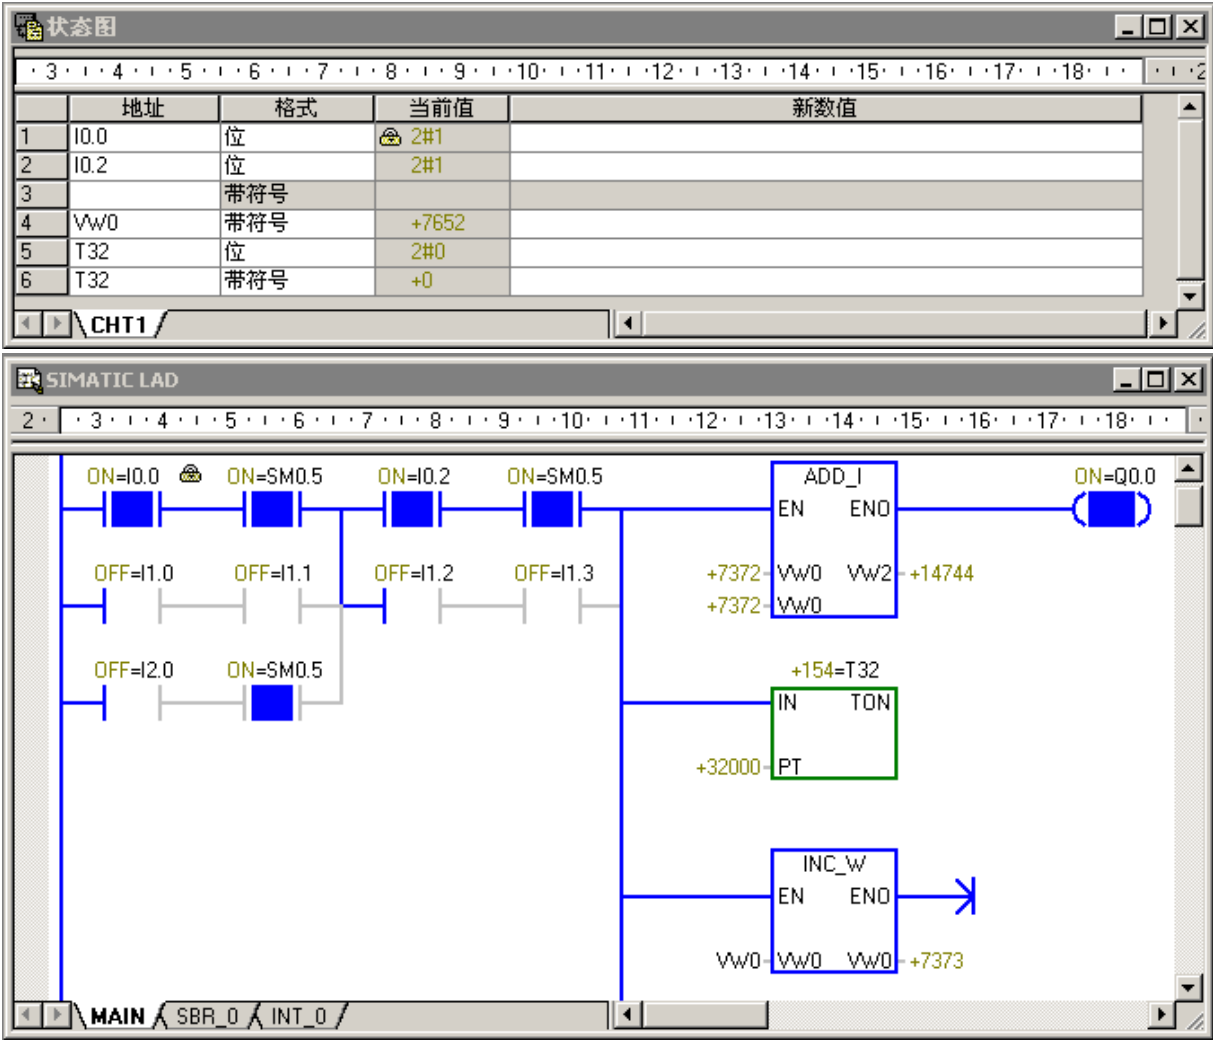 状态图
·3·ı·4·ı·5·ı·6·ı·7·ı·8·ı·9·ı·10·ı·11·ı·12·ı·13·ı·14·ı·15·ı·16·ı·17·ı·18·ı· ·ı·2
地址 格式 当前值 新数值
1 I0.0 位 2#1
2 I0.2 位 2#1
3 带符号
4 VW0 带符号 +7652
5 T32 位 2#0
6 T32 带符号 +0
CHT1
SIMATIC LAD
2· ·3·ı·4·ı·5·ı·6·ı·7·ı·8·ı·9·ı·10·ı·11·ı·12·ı·13·ı·14·ı·15·ı·16·ı·17·ı·18·ı·
ON=I0.0 ON=SM0.5 ON=I0.2 ON=SM0.5 ADD_I ON=Q0.0
EN ENO
OFF=I1.0 OFF=I1.1 OFF=I1.2 OFF=I1.3 +7372 VW0 VW2 +14744
+7372 VW0
OFF=I2.0 ON=SM0.5 +154=T32
IN TON
+32000 PT
INC_W
EN ENO
VW0 VW0 VW0 +7373
MAIN SBR_0 INT_0